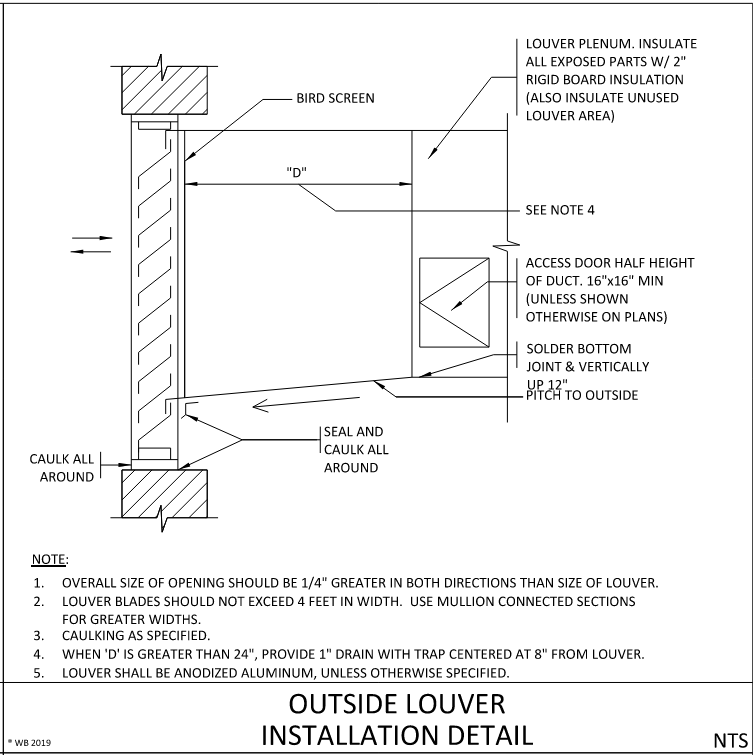 LOUVER PLENUM. INSULATE
ALL EXPOSED PARTS W/ 2"
RIGID BOARD INSULATION
(ALSO INSULATE UNUSED
LOUVER AREA)
BIRD SCREEN
"D"
SEE NOTE 4
ACCESS DOOR HALF HEIGHT
OF DUCT. 16"x16" MIN
(UNLESS SHOWN
OTHERWISE ON PLANS)
SOLDER BOTTOM
JOINT & VERTICALLY
UP 12"
PITCH TO OUTSIDE
SEAL AND
CAULK ALL
AROUND
CAULK ALL
AROUND
NOTE:
1. OVERALL SIZE OF OPENING SHOULD BE 1/4" GREATER IN BOTH DIRECTIONS THAN SIZE OF LOUVER.
2. LOUVER BLADES SHOULD NOT EXCEED 4 FEET IN WIDTH. USE MULLION CONNECTED SECTIONS
FOR GREATER WIDTHS.
3. CAULKING AS SPECIFIED.
4. WHEN 'D' IS GREATER THAN 24", PROVIDE 1" DRAIN WITH TRAP CENTERED AT 8" FROM LOUVER.
5. LOUVER SHALL BE ANODIZED ALUMINUM, UNLESS OTHERWISE SPECIFIED.
OUTSIDE LOUVER
INSTALLATION DETAIL
* WB 2019
NTS